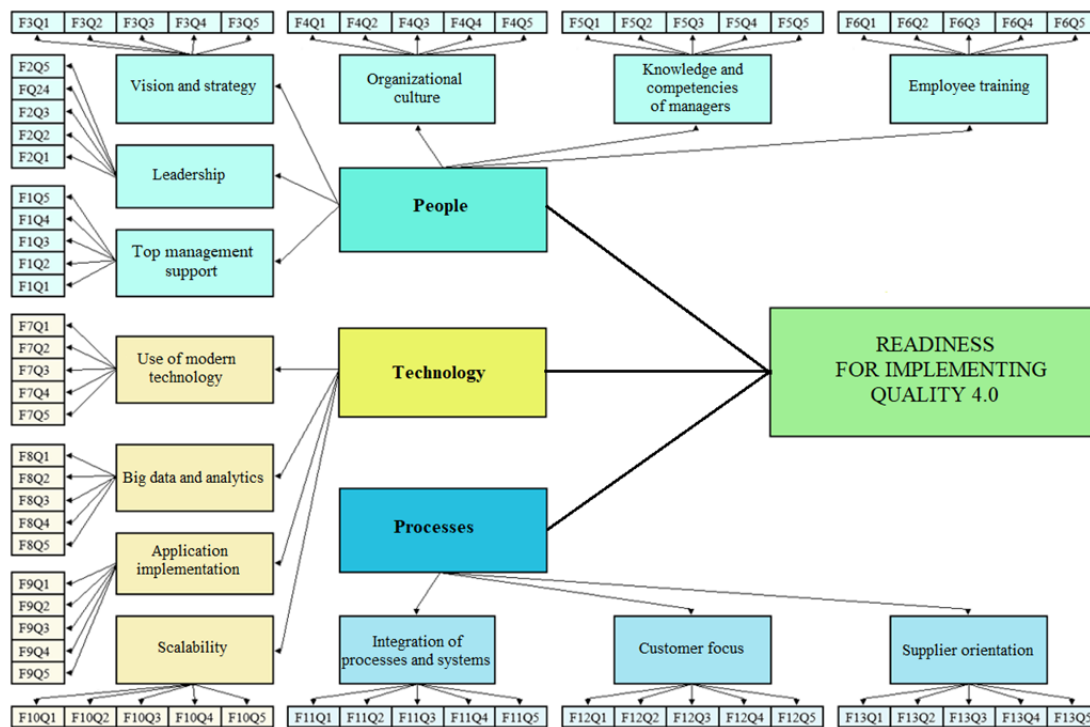 F3Q1 F3Q2 F3Q3 F3Q4 F3Q5
F4Q1 F4Q2 F4Q3 F4Q4 F4Q5
F5Q1 F5Q2 F5Q3 F5Q4 F5Q5
F6Q1 F6Q2 F6Q3 F6Q4 F6Q5
Vision and strategy
Organizational
culture
Knowledge and
competencies
of managers
Employee training
F2Q5
FQ24
F2Q3
F2Q2
F2Q1
Leadership
People
F1Q5
F1Q4
F1Q3
F1Q2
F1Q1
Top management
support
F7Q1
F7Q2
F7Q3
F7Q4
F7Q5
Use of modern
technology
Technology
READINESS
FOR IMPLEMENTING
QUALITY 4.0
F8Q1
F8Q2
F8Q3
F8Q4
F8Q5
Big data and analytics
Processes
F9Q1
F9Q2
F9Q3
F9Q4
F9Q5
Application
implementation
Scalability
Integration of
processes and systems
Customer focus
Supplier orientation
F10Q1 F10Q2 F10Q3 F10Q4 F10Q5
F11Q1 F11Q2 F11Q3 F11Q4 F11Q5
F12Q1 F12Q2 F12Q3 F12Q4 F12Q5
F13Q1 F13Q2 F13Q3 F13Q4